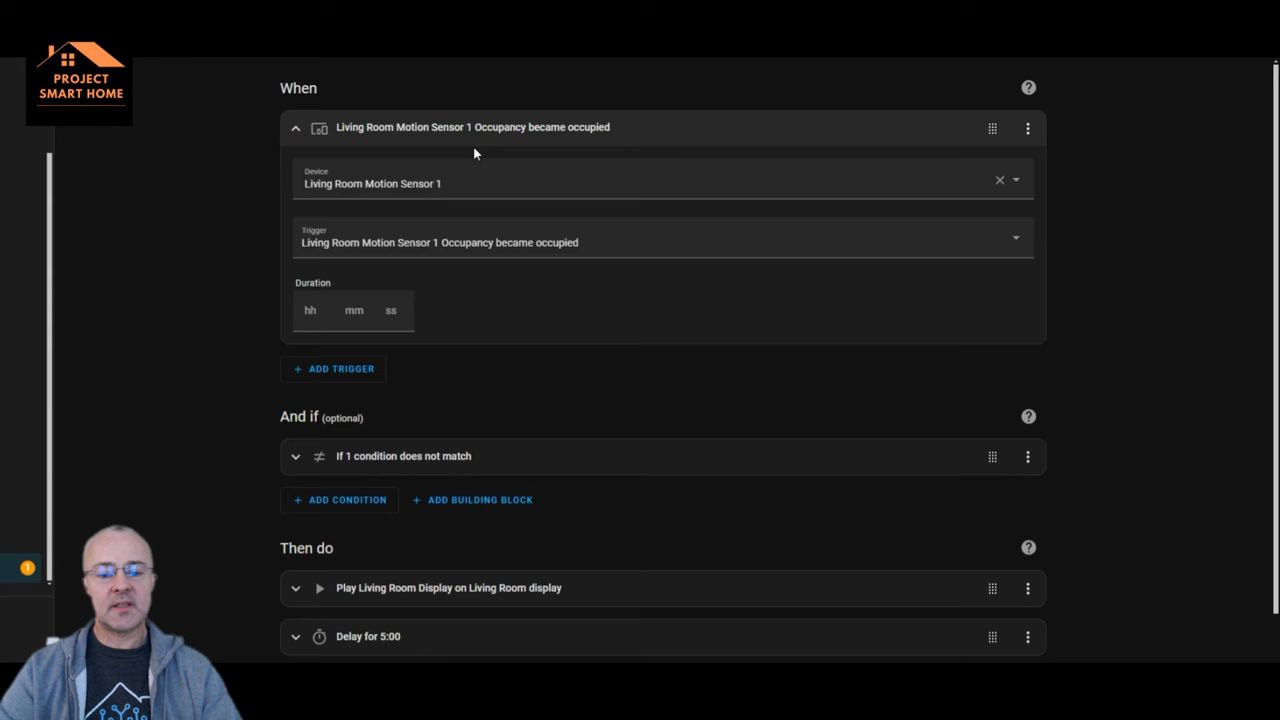 PROJECT
SMART HOME
When
Living Room Motion Sensor 1 Occupancy became occupied
Device
Living Room Motion Sensor 1
Trigger
Living Room Motion Sensor 1 Occupancy became occupied
Duration
hh mm ss
+ ADD TRIGGER
And if (optional)
If 1 condition does not match
+ ADD CONDITION + ADD BUILDING BLOCK
Then do
Play Living Room Display on Living Room display
1
Delay for 5:00